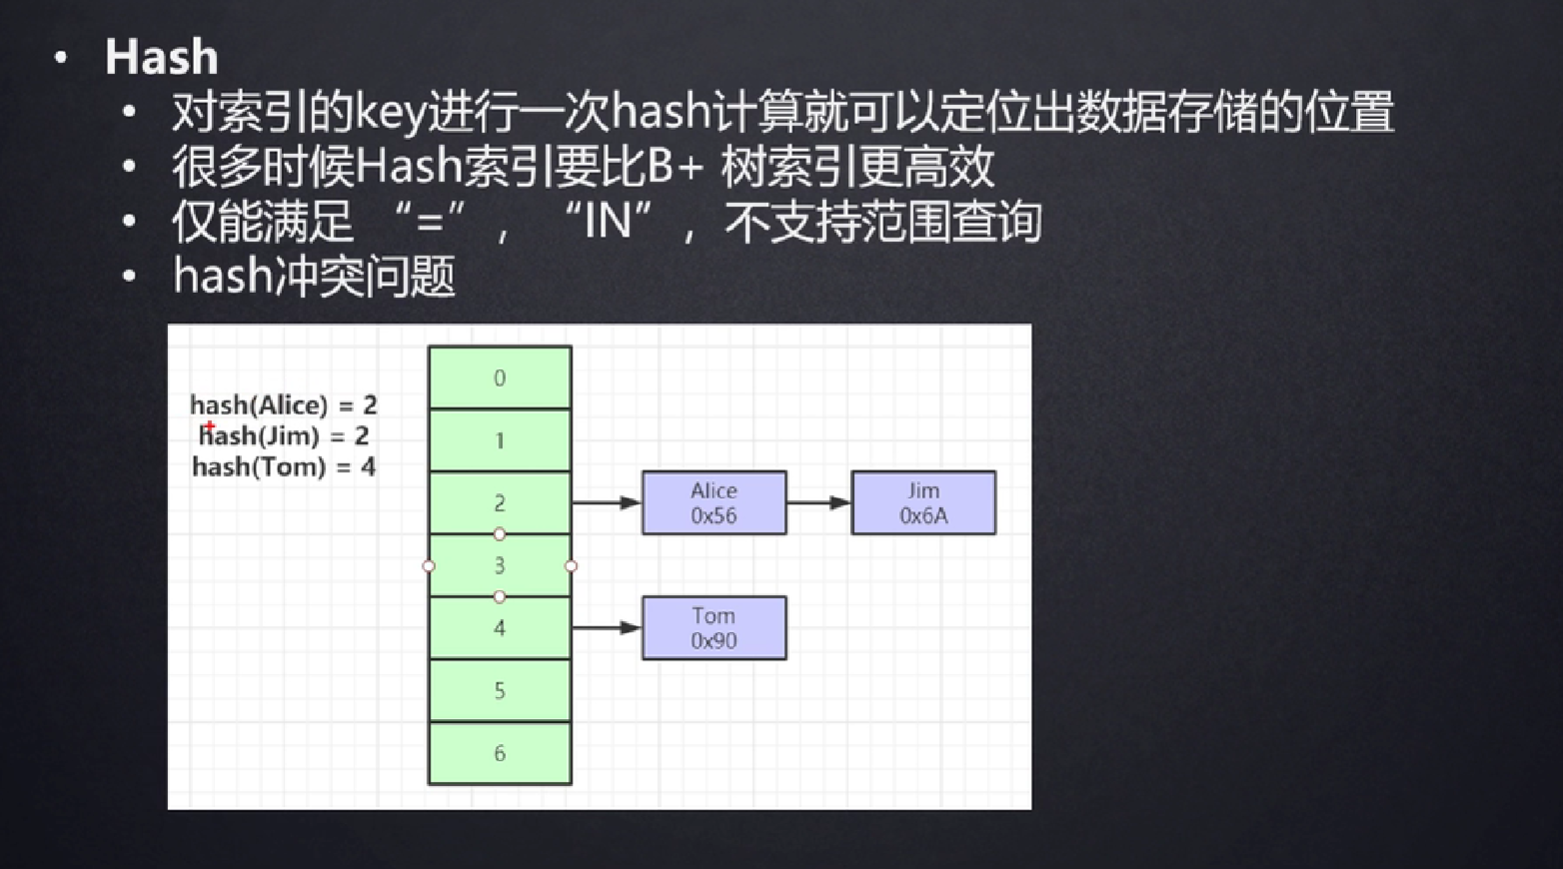 • Hash
• 对索引的key进行一次hash计算就可以定位出数据存储的位置
• 很多时候Hash索引要比B+ 树索引更高效
• 仅能满足 “=”，“IN”，不支持范围查询
• hash冲突问题
hash(Alice) = 2
hash(Jim) = 2
hash(Tom) = 4
0
1
2
Alice
0x56
Jim
0x6A
3
4
Tom
0x90
5
6